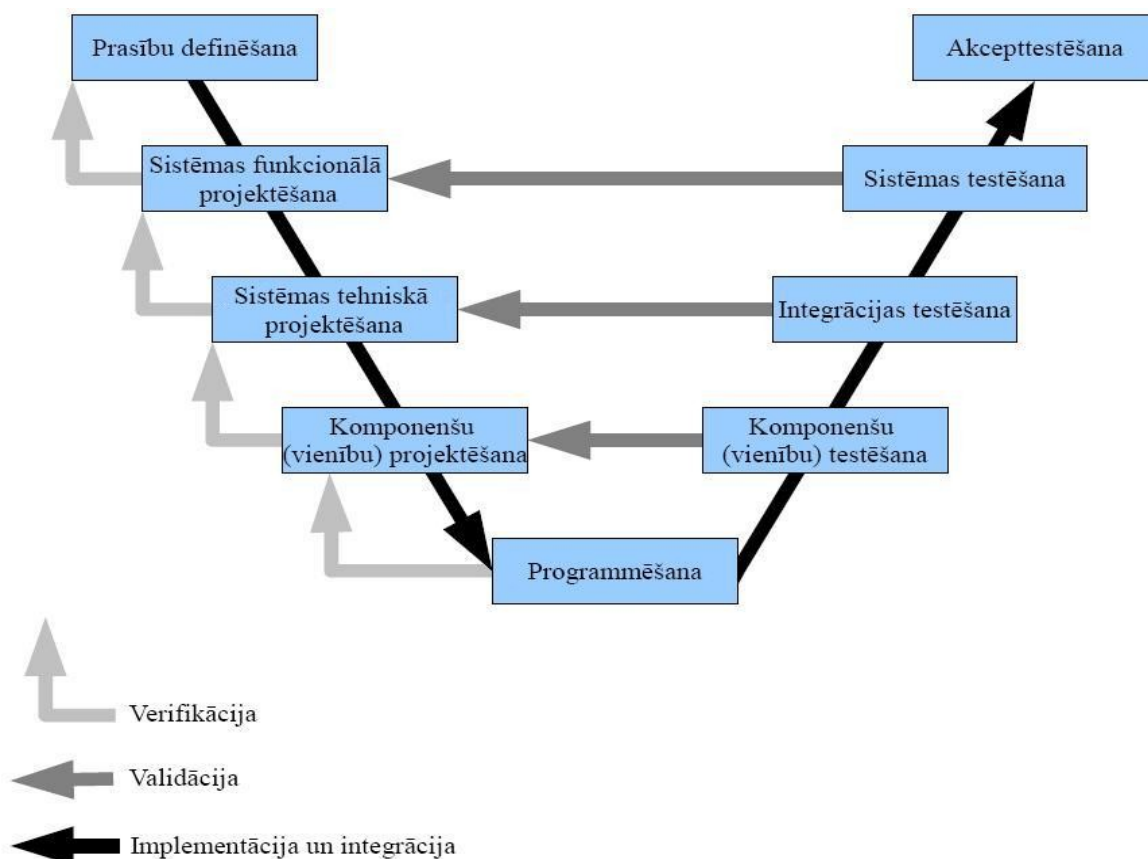 Prasību definēšana
Akcepttestēšana
Sistēmas funkcionālā
projektēšana
Sistēmas testēšana
Sistēmas tehniskā
projektēšana
Integrācijas testēšana
Komponenšu
(vienību) projektēšana
Komponenšu
(vienību) testēšana
Programmēšana
Verifikācija
Validācija
Implementācija un integrācija